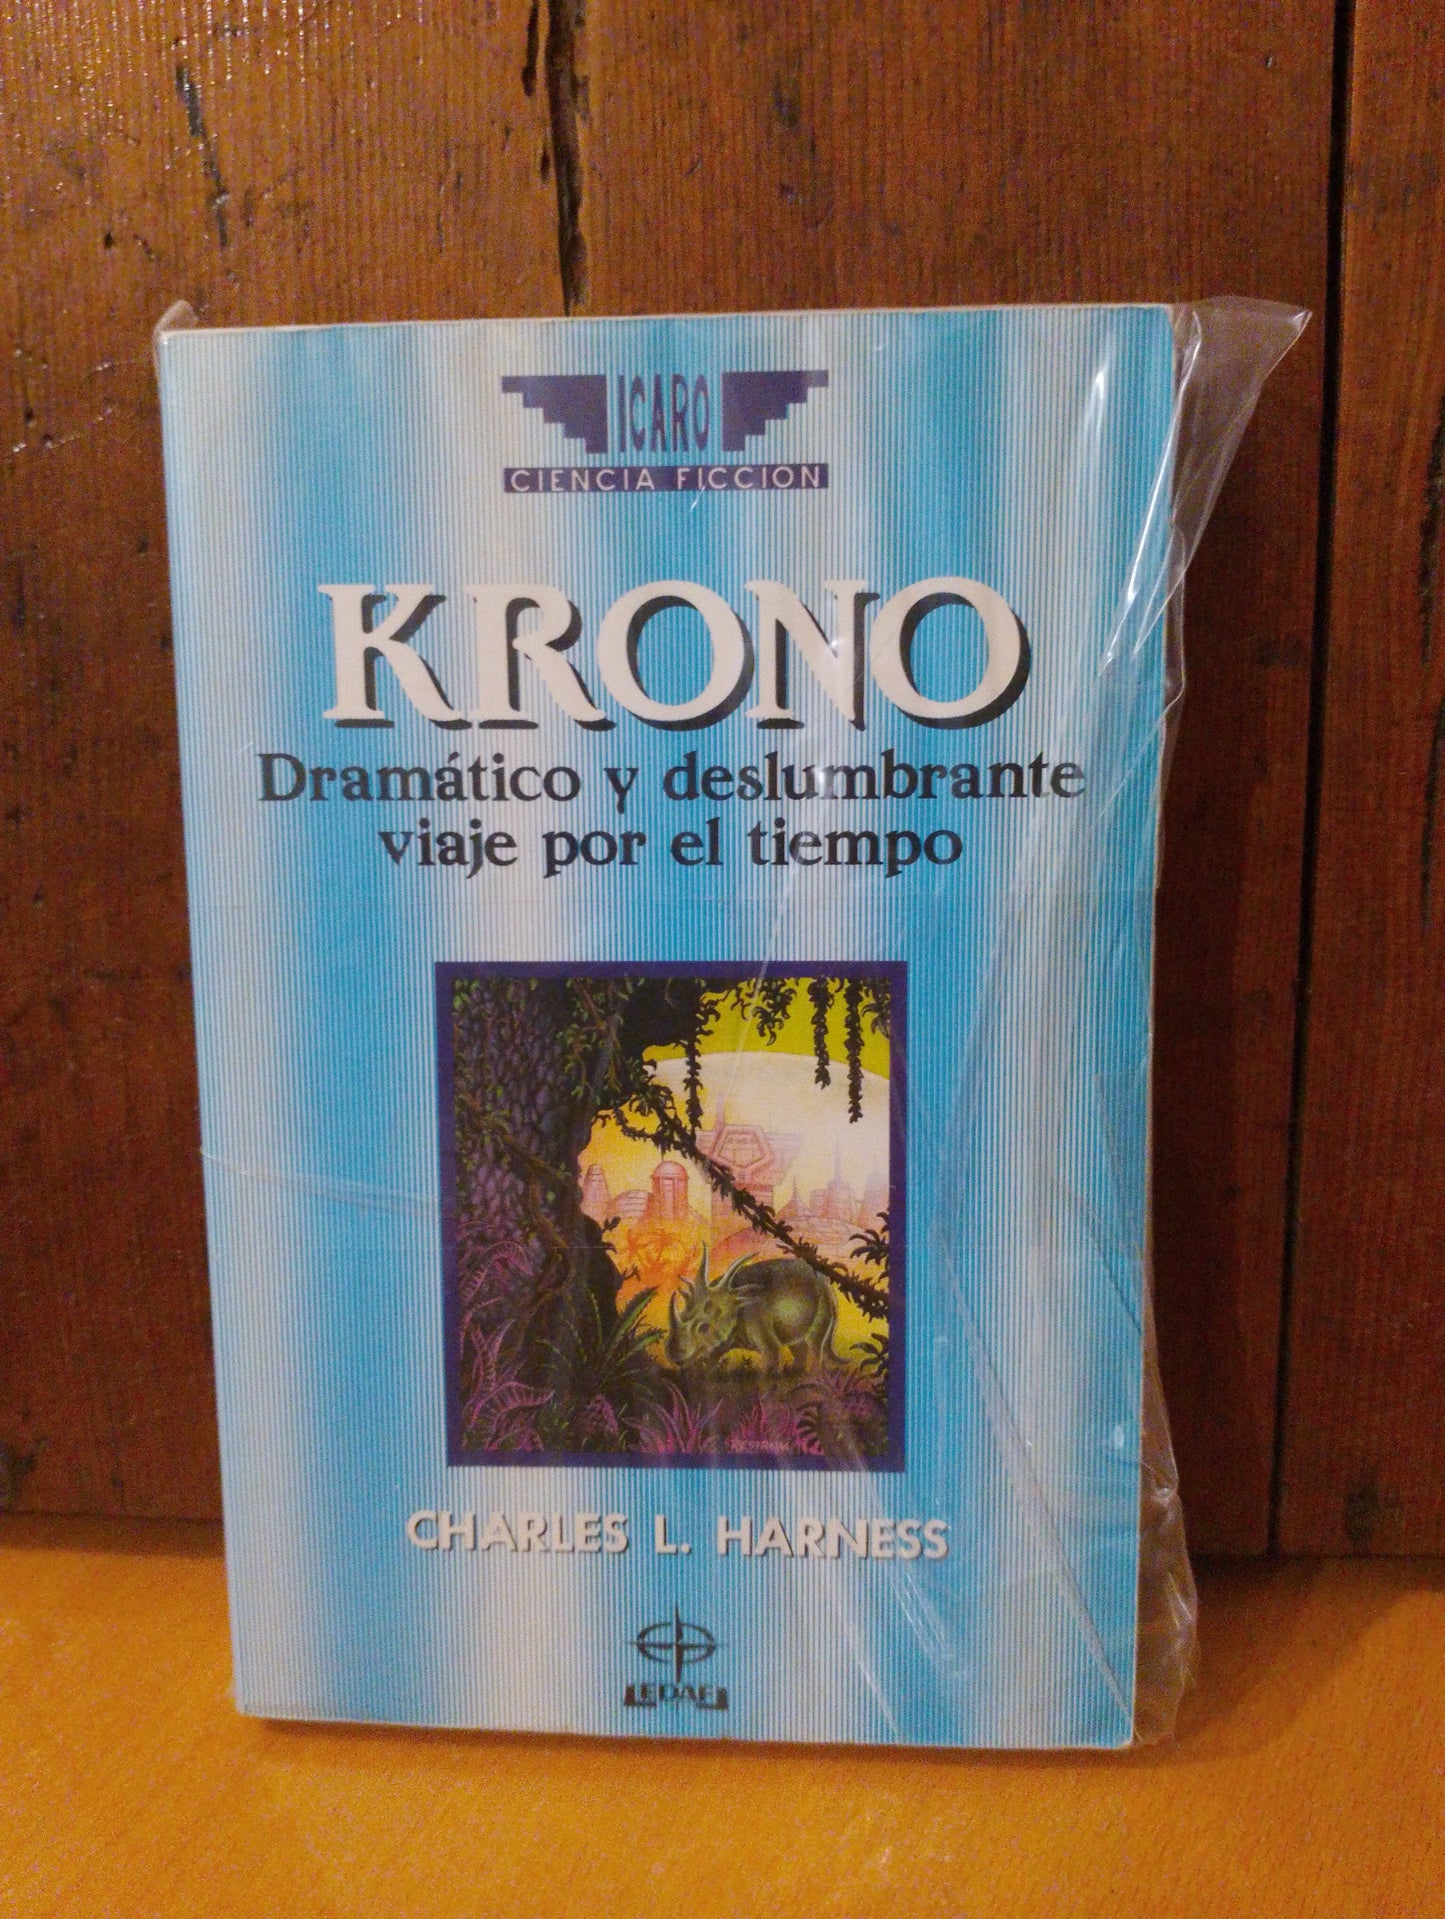 ICARO
CIENCIA FICCION
KRONO
Dramático y deslumbrante
viaje por el tiempo
CHARLES L. HARNESS
EDAF